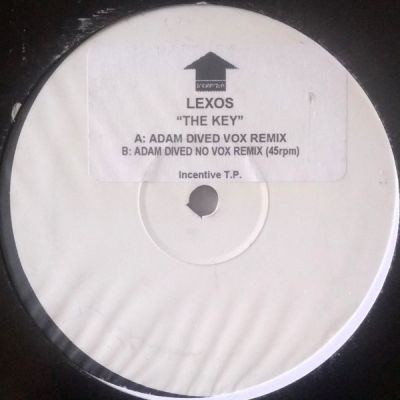 LEXOS
"THE KEY"
A: ADAM DIVED VOX REMIX
B: ADAM DIVED NO VOX REMIX (45rpm)
Incentive T.P.